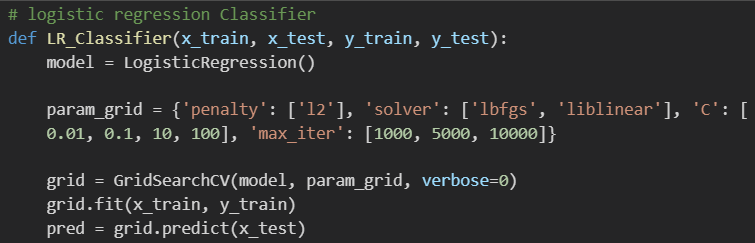 # logistic regression Classifier
def LR_Classifier(x_train, x_test, y_train, y_test):
    model = LogisticRegression()

    param_grid = {'penalty': ['l2'], 'solver': ['lbfgs', 'liblinear'], 'C': [
    0.01, 0.1, 10, 100], 'max_iter': [1000, 5000, 10000]}

    grid = GridSearchCV(model, param_grid, verbose=0)
    grid.fit(x_train, y_train)
    pred = grid.predict(x_test)